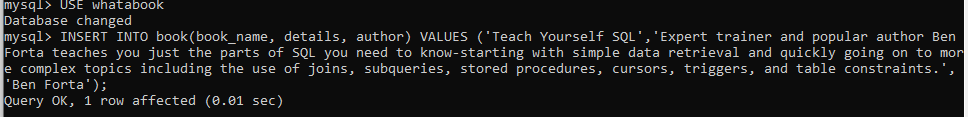 mysql> USE whatabook
Database changed
mysql> INSERT INTO book(book_name, details, author) VALUES ('Teach Yourself SQL','Expert trainer and popular author Ben
Forta teaches you just the parts of SQL you need to know-starting with simple data retrieval and quickly going on to mor
e complex topics including the use of joins, subqueries, stored procedures, cursors, triggers, and table constraints.',
'Ben Forta');
Query OK, 1 row affected (0.01 sec)